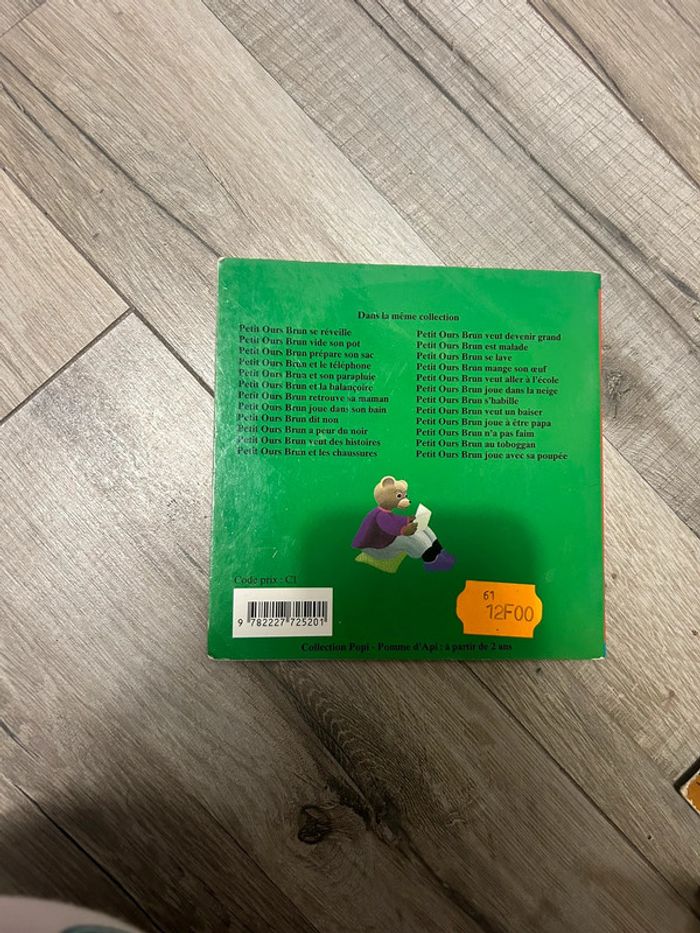 Dans la même collection
Petit Ours Brun se réveille
Petit Ours Brun vide son pot
Petit Ours Brun prépare son sac
Petit Ours Brun et le téléphone
Petit Ours Brun et son parapluie
Petit Ours Brun et la balançoire
Petit Ours Brun retrouve sa maman
Petit Ours Brun joue dans son bain
Petit Ours Brun dit non
Petit Ours Brun a peur du noir
Petit Ours Brun veut des histoires
Petit Ours Brun et les chaussures
Petit Ours Brun veut devenir grand
Petit Ours Brun est malade
Petit Ours Brun se lave
Petit Ours Brun mange son œuf
Petit Ours Brun veut aller à l'école
Petit Ours Brun joue dans la neige
Petit Ours Brun s'habille
Petit Ours Brun veut un baiser
Petit Ours Brun joue à être papa
Petit Ours Brun n'a pas faim
Petit Ours Brun au toboggan
Petit Ours Brun joue avec sa poupée
Code prix : C1
9 782227 725201
61
12F00
Collection Popi - Pomme d'Api : à partir de 2 ans